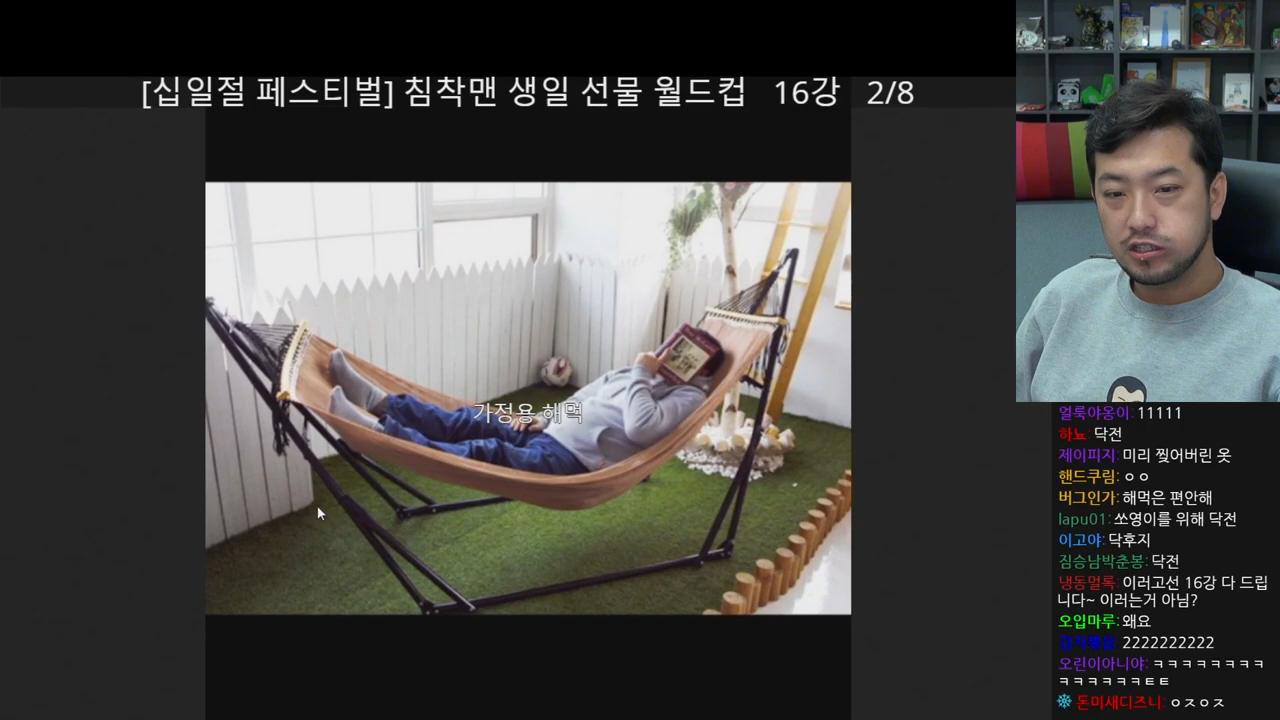 [십일절 페스티벌] 침착맨 생일 선물 월드컵 16강 2/8
가정용 해먹
얼룩야옹이: 11111
하뇨: 닥전
제이피지: 미리 찢어버린 옷
핸드쿠림: ㅇㅇ
버그인가: 해먹은 편안해
lapu01: 쏘영이를 위해 닥전
이고야: 닥후지
짐승남박춘봉: 닥전
냉동멀록: 이러고선 16강 다 드립
니다~ 이러는거 아님?
오입마루: 왜요
2222222222
오린이아니야: ㅋㅋㅋㅋㅋㅋㅋㅋ
ㅋㅋㅋㅋㅋㅋㅌㅌ
돈미새디즈니: ㅇㅈㅇㅈ